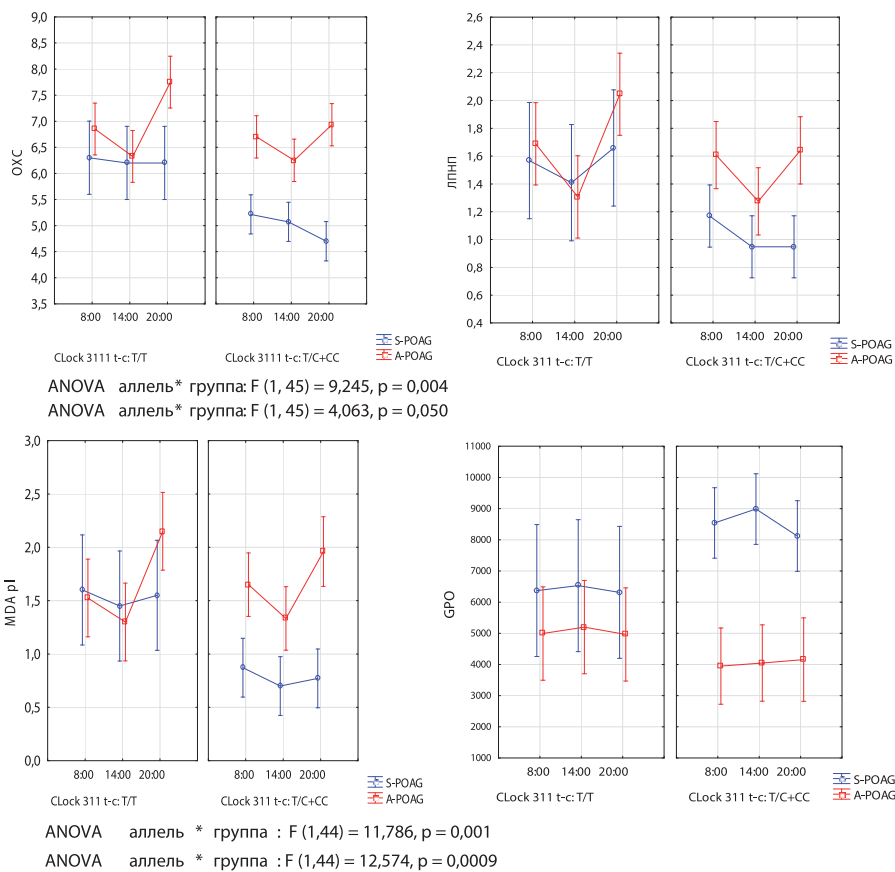 9,0
8,5
8,0
7,5
7,0
6,5
6,0
5,5
5,0
4,5
4,0
3,5
OXC
8:00 14:00 20:00
8:00 14:00 20:00
CLock 3111 t-c: T/T
CLock 3111 t-c: T/C+CC
S-POAG
A-POAG
2,6
2,4
2,2
2,0
1,8
1,6
1,4
1,2
1,0
0,8
0,6
0,4
ЛПНП
8:00 14:00 20:00
8:00 14:00 20:00
CLock 311 t-c: T/T
CLock 311 t-c: T/C+CC
S-POAG
A-POAG
ANOVA аллель* группа: F (1, 45) = 9,245, p = 0,004
ANOVA аллель* группа: F (1, 45) = 4,063, p = 0,050
3,0
2,5
2,0
1,5
1,0
0,5
0,0
MDA pl
8:00 14:00 20:00
8:00 14:00 20:00
CLock 311 t-c: T/T
CLock 311 t-c: T/C+CC
S-POAG
A-POAG
11000
10000
9000
8000
7000
6000
5000
4000
3000
2000
1000
GPO
8:00 14:00 20:00
8:00 14:00 20:00
CLock 311 t-c: T/T
CLock 311 t-c: T/C+CC
S-POAG
A-POAG
ANOVA аллель * группа : F (1,44) = 11,786, p = 0,001
ANOVA аллель * группа : F (1,44) = 12,574, p = 0,0009